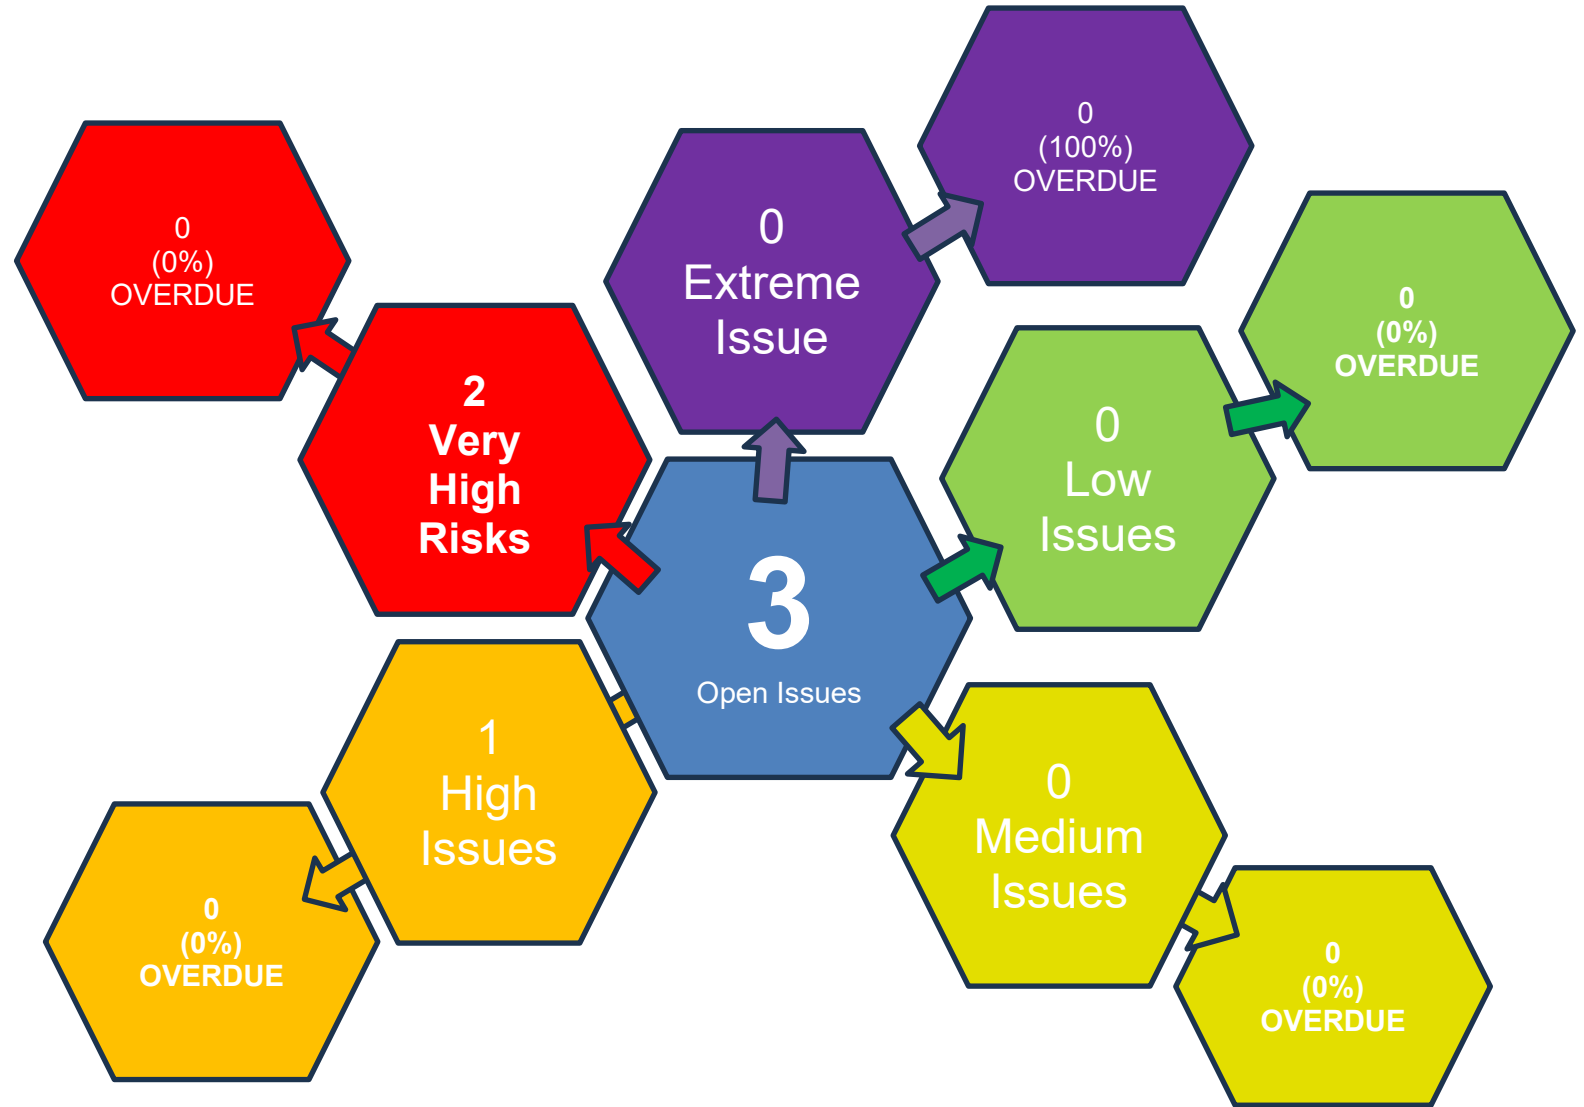 0
(100%)
OVERDUE
0
(0%)
OVERDUE
0
Extreme
Issue
0
(0%)
OVERDUE
2
Very
High
Risks
0
Low
Issues
3
Open Issues
1
High
Issues
0
Medium
Issues
0
(0%)
OVERDUE
0
(0%)
OVERDUE